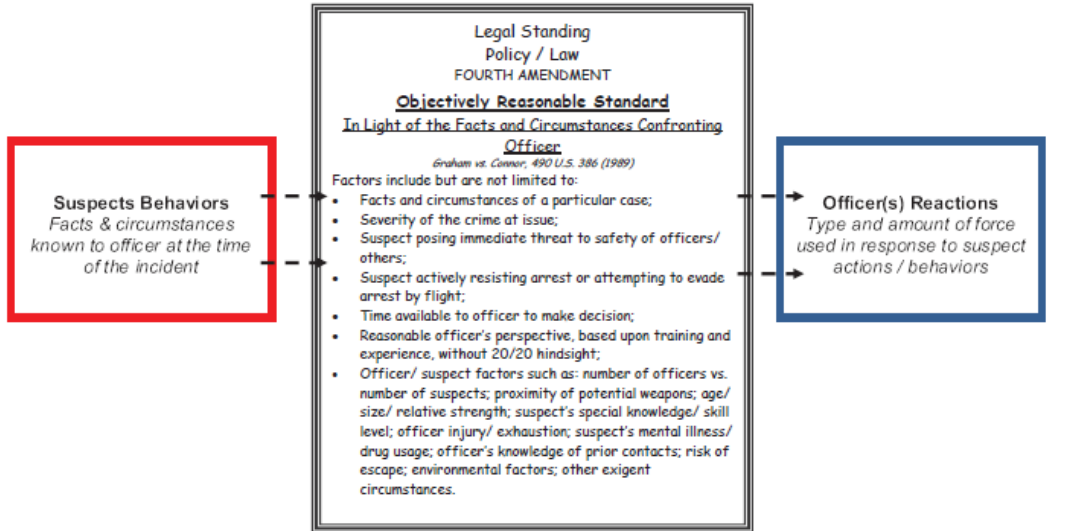 Suspects Behaviors
Facts & circumstances
known to officer at the time
of the incident
Legal Standing
Policy / Law
FOURTH AMENDMENT
Objectively Reasonable Standard
In Light of the Facts and Circumstances Confronting
Officer
Graham vs. Connor, 490 U.S. 386 (1989)
Factors include but are not limited to:
• Facts and circumstances of a particular case;
• Severity of the crime at issue;
• Suspect posing immediate threat to safety of officers/
others;
• Suspect actively resisting arrest or attempting to evade
arrest by flight;
• Time available to officer to make decision;
• Reasonable officer's perspective, based upon training and
experience, without 20/20 hindsight;
• Officer/ suspect factors such as: number of officers vs.
number of suspects; proximity of potential weapons; age/
size/ relative strength; suspect's special knowledge/ skill
level; officer injury/ exhaustion; suspect's mental illness/
drug usage; officer's knowledge of prior contacts; risk of
escape; environmental factors; other exigent
circumstances.
Officer(s) Reactions
Type and amount of force
used in response to suspect
actions / behaviors